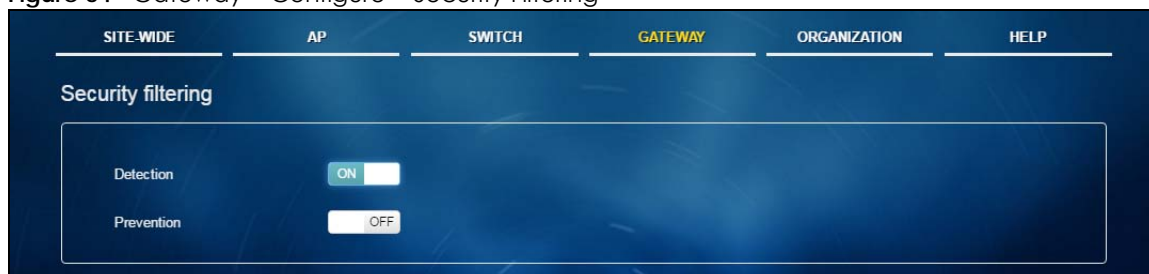 SITE-WIDE AP SWITCH GATEWAY ORGANIZATION HELP
Security filtering
Detection ON
Prevention OFF